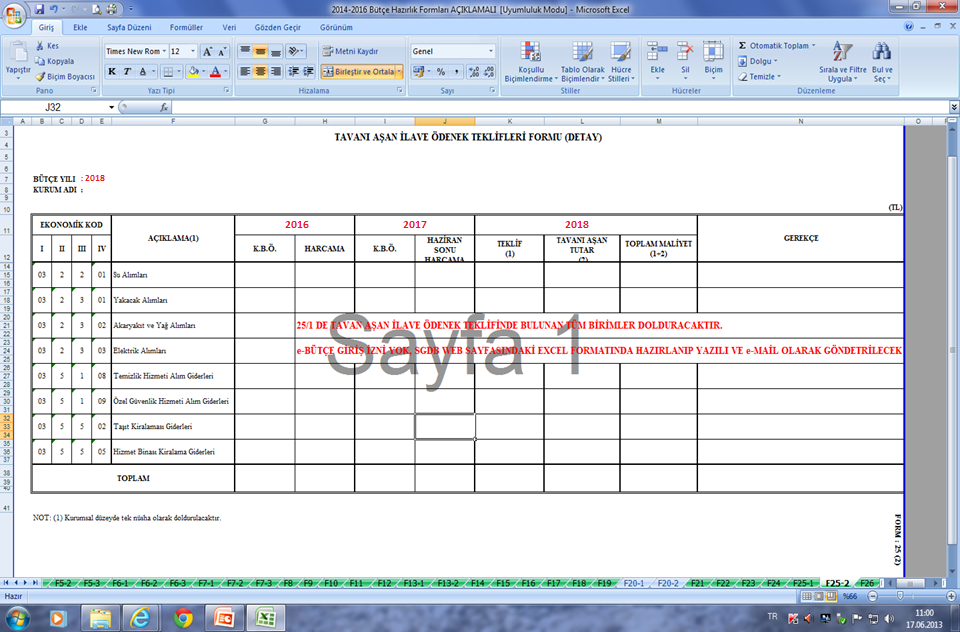 2014-2016 Bütçe Hazırlık Formları AÇIKLAMALI [Uyumluluk Modu] - Microsoft Excel
Giriş Ekle Sayfa Düzeni Formüller Veri Gözden Geçir Görünüm
Yapıştır Kes Kopyala Biçim Boyacısı Pano
Times New Rom 12 K T A Yazı Tipi
Metni Kaydır Birleştir ve Ortala Hizalama
Genel % Sayı
Koşullu Biçimlendirme Tablo Olarak Biçimlendir Hücre Stilleri Stiller
Ekle Sil Biçim Hücreler
Otomatik Toplam Dolgu Temizle Sırala ve Filtre Uygula Bul ve Seç Düzenleme
J32 fx
A B C D E F G H I J K L M N O
TAVANI AŞAN İLAVE ÖDENEK TEKLİFLERİ FORMU (DETAY)
BÜTÇE YILI : 2018
KURUM ADI :
(TL)
EKONOMİK KOD AÇIKLAMA(1) 2016 2017 2018 GEREKÇE
I II III IV K.B.Ö. HARCAMA K.B.Ö. HAZİRAN SONU HARCAMA TEKLİF (1) TAVANI AŞAN TUTAR (2) TOPLAM MALİYET (1+2)
03 2 2 01 Su Alımları
03 2 3 01 Yakacak Alımları
03 2 3 02 Akaryakıt ve Yağ Alımları 25/1 DE TAVAN AŞAN İLAVE ÖDENEK TEKLİFİNDE BULUNAN TÜM BİRİMLER DOLDURACAKTIR.
03 2 3 03 Elektrik Alımları e-BÜTÇE GİRİŞ İZNİ YOK, SGDB WEB SAYFASINDAKİ EXCEL FORMATINDA HAZIRLANIP YAZILI VE e-MAİL OLARAK GÖNDETRİLECEK
Sayfa 1
03 5 1 08 Temizlik Hizmeti Alım Giderleri
03 5 1 09 Özel Güvenlik Hizmeti Alım Giderleri
03 5 5 02 Taşıt Kiralaması Giderleri
03 5 5 05 Hizmet Binası Kiralama Giderleri
TOPLAM
NOT: (1) Kurumsal düzeyde tek nüsha olarak doldurulacaktır.
FORM : 25 (2)
F5-2 F5-3 F6-1 F6-2 F6-3 F7-1 F7-2 F7-3 F8 F9 F10 F11 F12 F13-1 F13-2 F14 F15 F16 F17 F18 F19 F20-1 F20-2 F21 F22 F23 F24 F25-1 F25-2 F26
Hazır %66
TR 11:00
17.06.2013